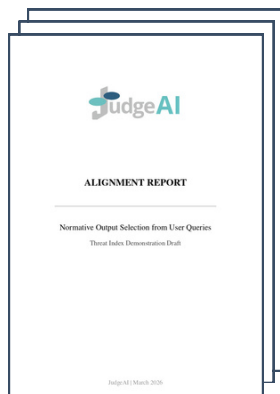 JudgeAI
ALIGNMENT REPORT
Normative Output Selection from User Queries
Threat Index Demonstration Draft
JudgeAI | March 2026